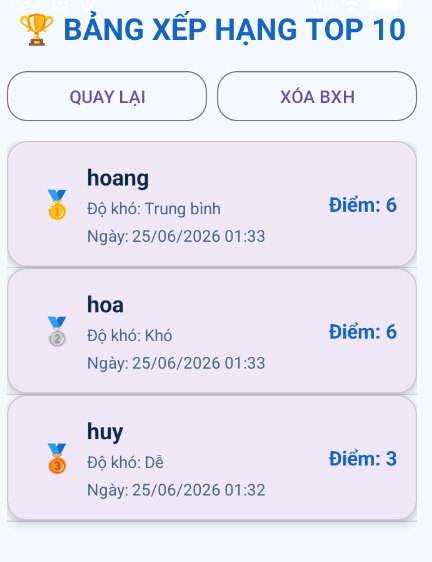 🏆 BẢNG XẾP HẠNG TOP 10
QUAY LẠI
XÓA BXH
hoang
Độ khó: Trung bình
Ngày: 25/06/2026 01:33
Điểm: 6
hoa
Độ khó: Khó
Ngày: 25/06/2026 01:33
Điểm: 6
huy
Độ khó: Dễ
Ngày: 25/06/2026 01:32
Điểm: 3